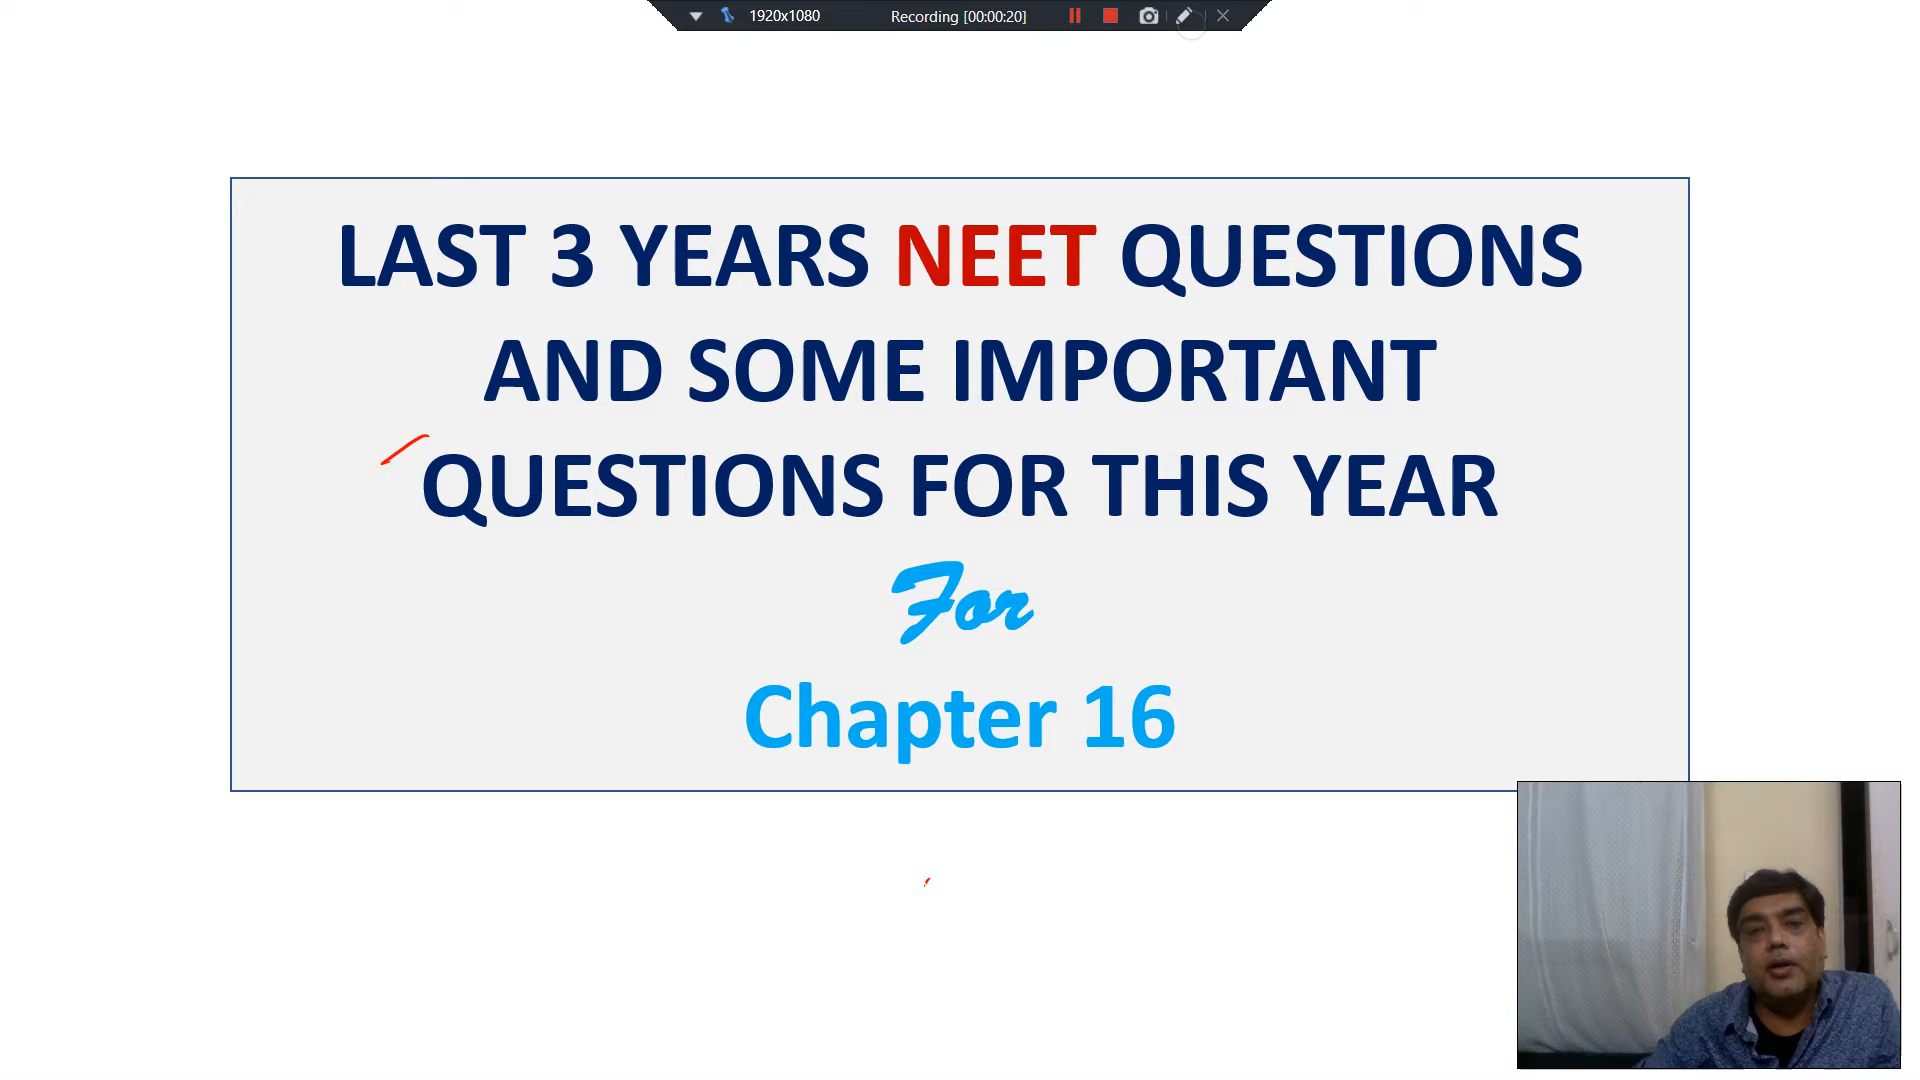 1920x1080 Recording [00:00:20]
LAST 3 YEARS NEET QUESTIONS
AND SOME IMPORTANT
QUESTIONS FOR THIS YEAR
For
Chapter 16